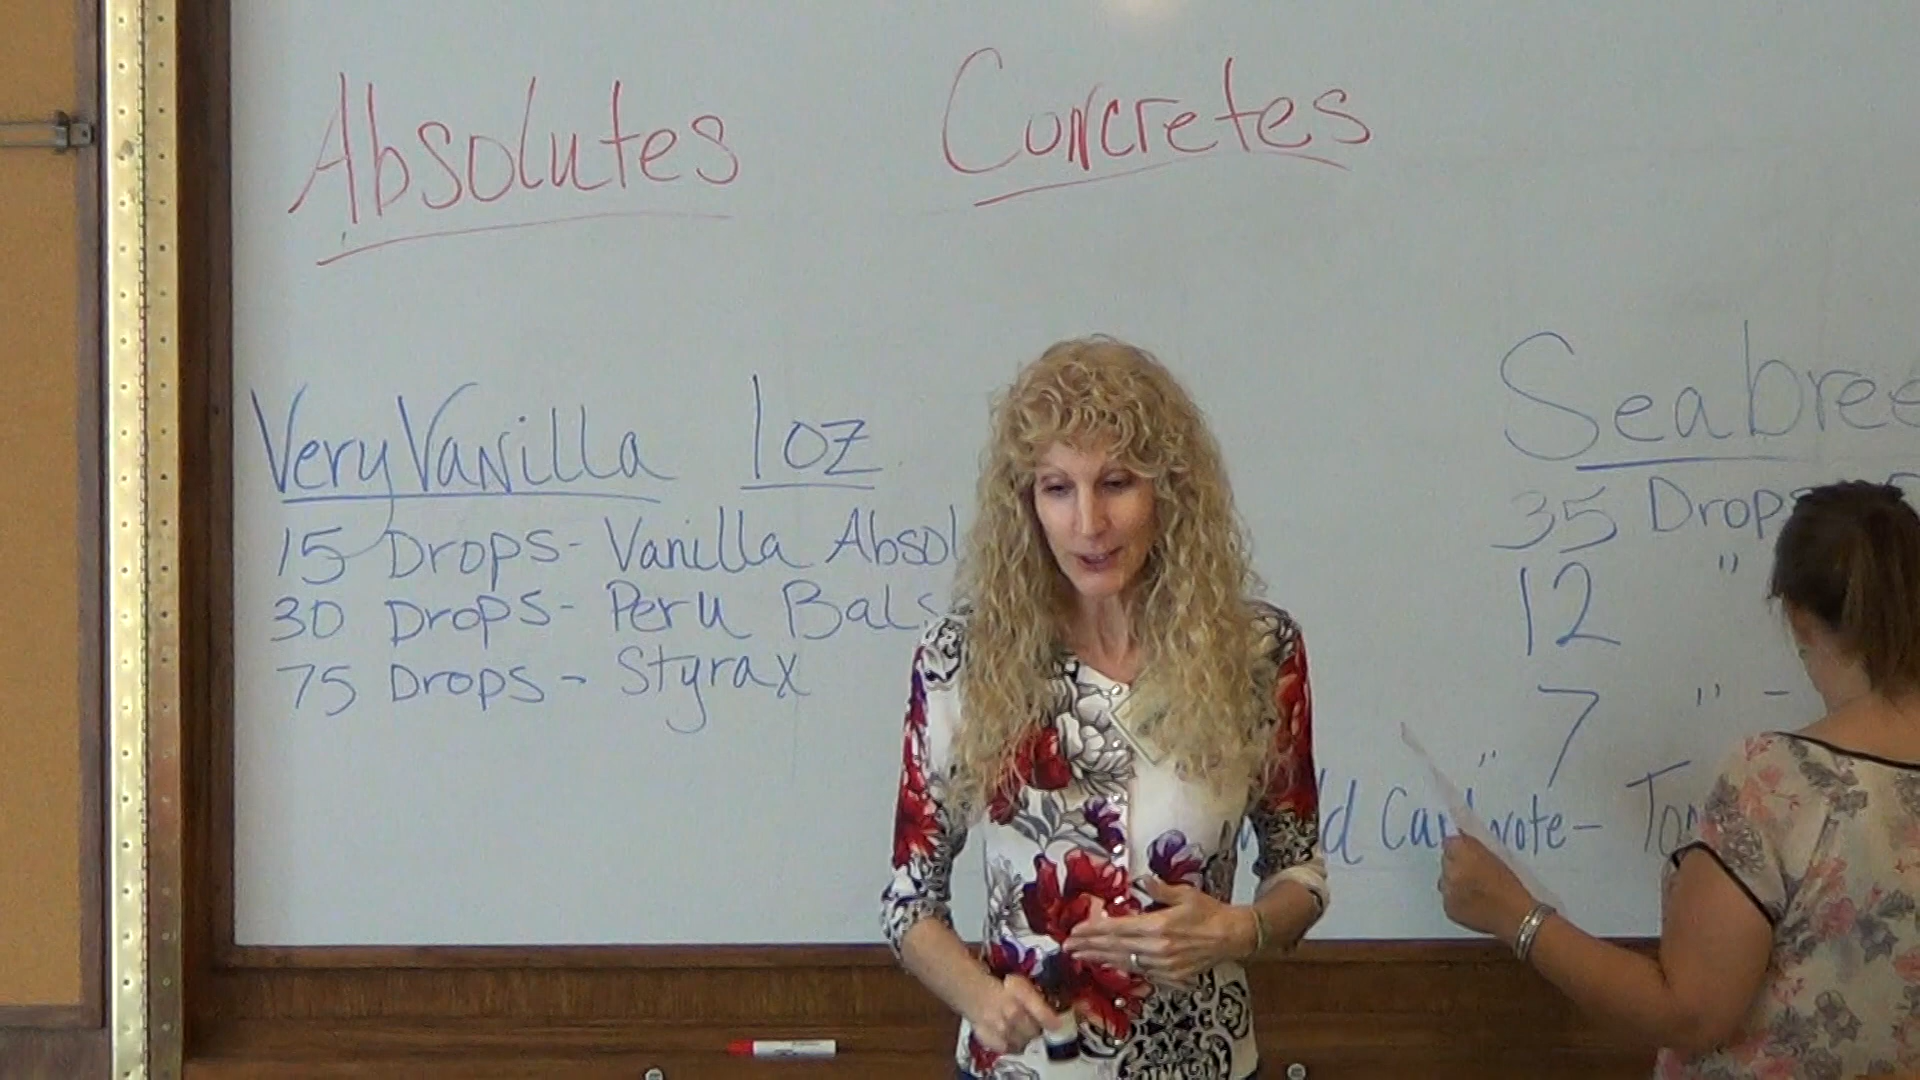 Absolutes Concretes
Very Vanilla 1oz
15 Drops- Vanilla Absol
30 Drops- Peru Bals
75 Drops- Styrax
Seabree
35 Drops
12 "
7 " -